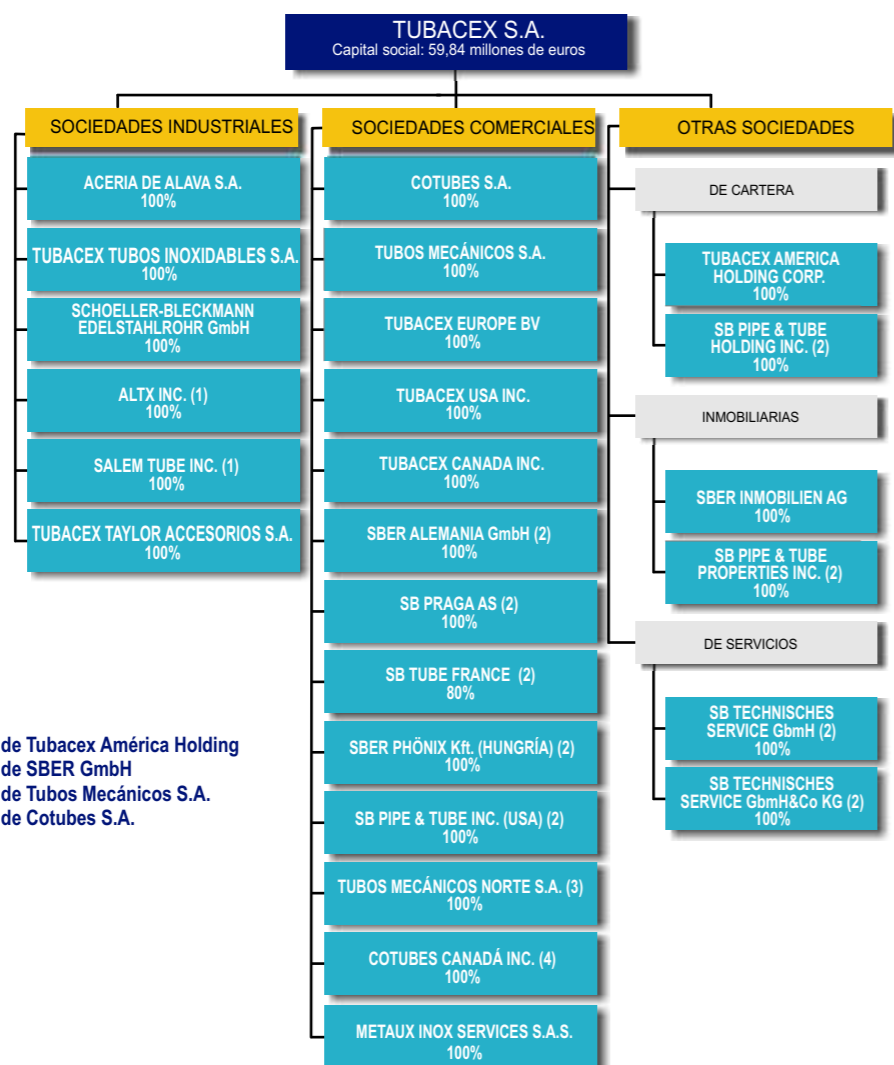 TUBACEX S.A.
Capital social: 59,84 millones de euros
SOCIEDADES INDUSTRIALES
ACERIA DE ALAVA S.A.
100%
TUBACEX TUBOS INOXIDABLES S.A.
100%
SCHOELLER-BLECKMANN
EDELSTAHLROHR GmbH
100%
ALTX INC. (1)
100%
SALEM TUBE INC. (1)
100%
TUBACEX TAYLOR ACCESORIOS S.A.
100%
SOCIEDADES COMERCIALES
COTUBES S.A.
100%
TUBOS MECÁNICOS S.A.
100%
TUBACEX EUROPE BV
100%
TUBACEX USA INC.
100%
TUBACEX CANADA INC.
100%
SBER ALEMANIA GmbH (2)
100%
SB PRAGA AS (2)
100%
SB TUBE FRANCE (2)
80%
SBER PHÖNIX Kft. (HUNGRÍA) (2)
100%
SB PIPE & TUBE INC. (USA) (2)
100%
TUBOS MECÁNICOS NORTE S.A. (3)
100%
COTUBES CANADÁ INC. (4)
100%
METAUX INOX SERVICES S.A.S.
100%
OTRAS SOCIEDADES
DE CARTERA
TUBACEX AMERICA
HOLDING CORP.
100%
SB PIPE & TUBE
HOLDING INC. (2)
100%
INMOBILIARIAS
SBER INMOBILIEN AG
100%
SB PIPE & TUBE
PROPERTIES INC. (2)
100%
DE SERVICIOS
SB TECHNISCHES
SERVICE GbmH (2)
100%
SB TECHNISCHES
SERVICE GbmH&Co KG (2)
100%
de Tubacex América Holding
de SBER GmbH
de Tubos Mecánicos S.A.
de Cotubes S.A.